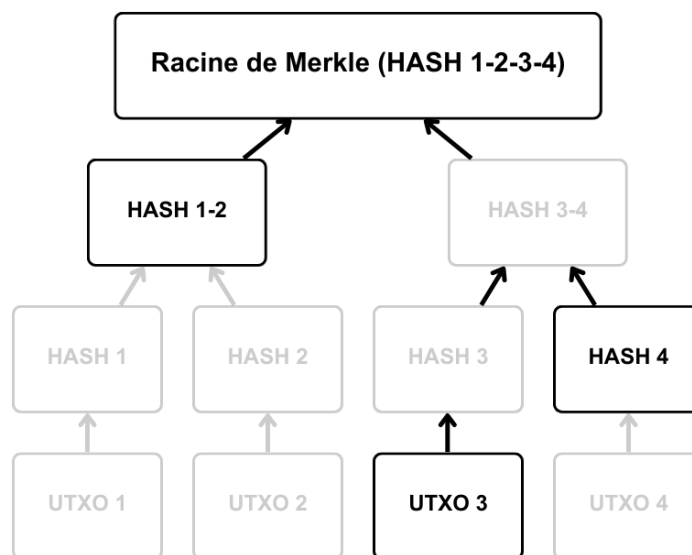 Racine de Merkle (HASH 1-2-3-4)
HASH 1-2
HASH 3-4
HASH 1
HASH 2
HASH 3
HASH 4
UTXO 1
UTXO 2
UTXO 3
UTXO 4